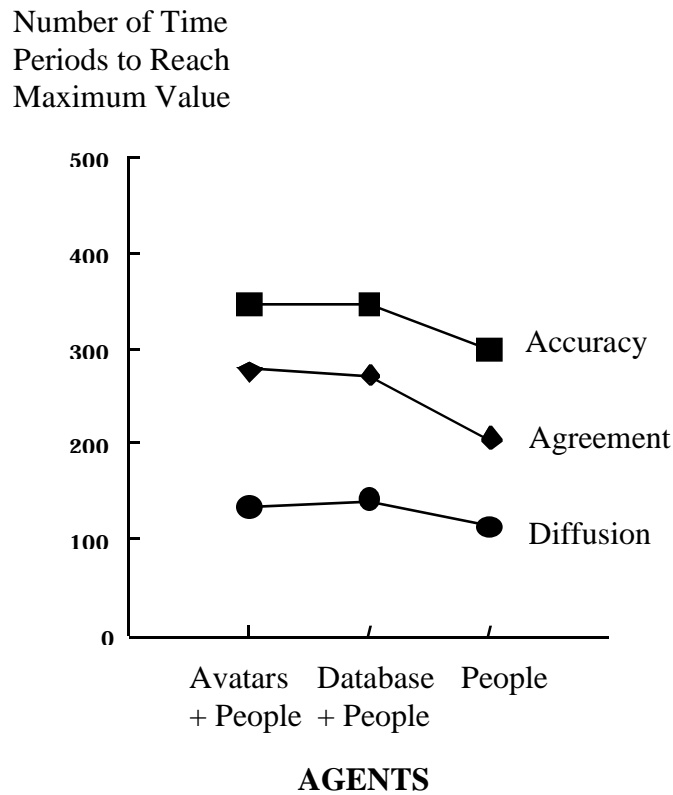 Number of Time
Periods to Reach
Maximum Value
500
400
300
200
100
0
Accuracy
Agreement
Diffusion
Avatars Database People
+ People + People
AGENTS